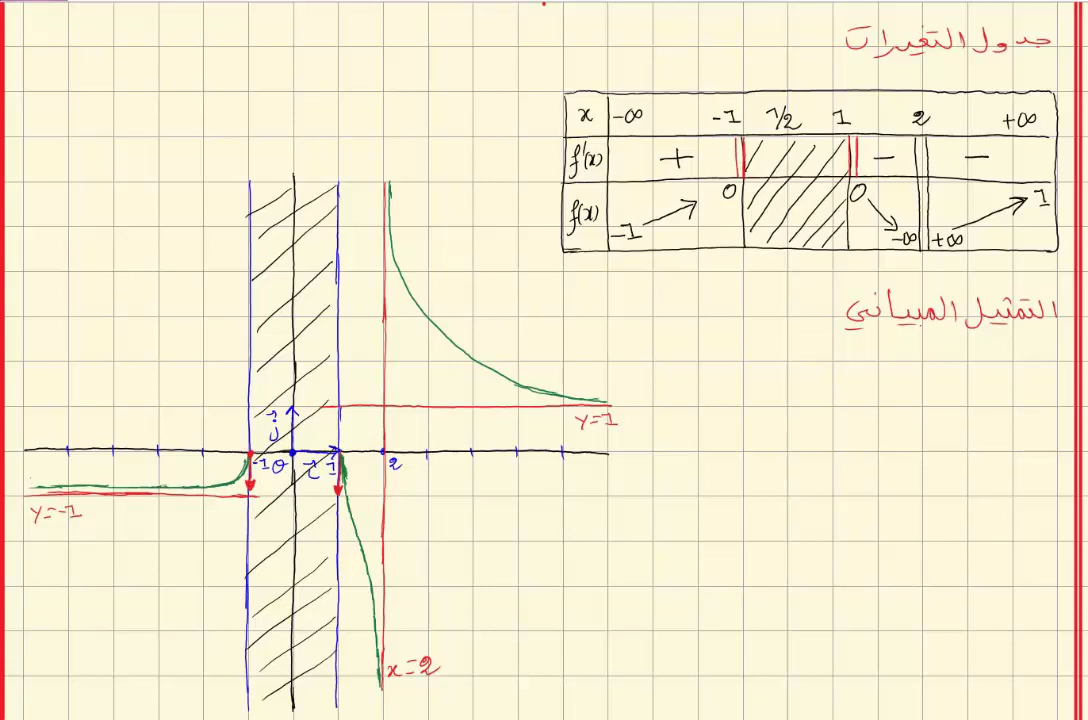 جدول التغيرات
x -∞ -1 1/2 1 2 +∞
f'(x) + - -
f(x) -1 0 0 -∞ +∞ 1
التمثيل المبياني
y=1
j
-1 0 i 1 2
y=-1
x=2